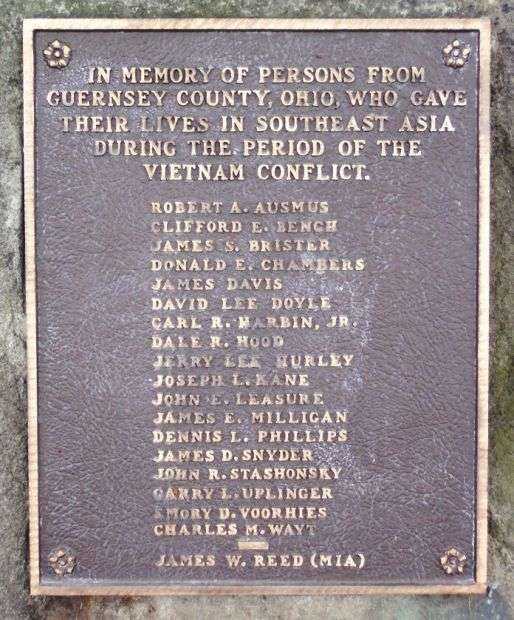 IN MEMORY OF PERSONS FROM
GUERNSEY COUNTY, OHIO, WHO GAVE
THEIR LIVES IN SOUTHEAST ASIA
DURING THE PERIOD OF THE
VIETNAM CONFLICT.
ROBERT A. AUSMUS
CLIFFORD E. BENCH
JAMES S. BRISTER
DONALD E. CHAMBERS
JAMES DAVIS
DAVID LEE DOYLE
CARL R. HARBIN, JR.
DALE R. HOOD
JERRY LEE HURLEY
JOSEPH L. KANE
JOHN E. LEASURE
JAMES E. MILLIGAN
DENNIS L. PHILLIPS
JAMES D. SNYDER
JOHN R. STASHONSKY
GARRY L. UPLINGER
EMORY D. VOORHIES
CHARLES M. WAYT
JAMES W. REED (MIA)